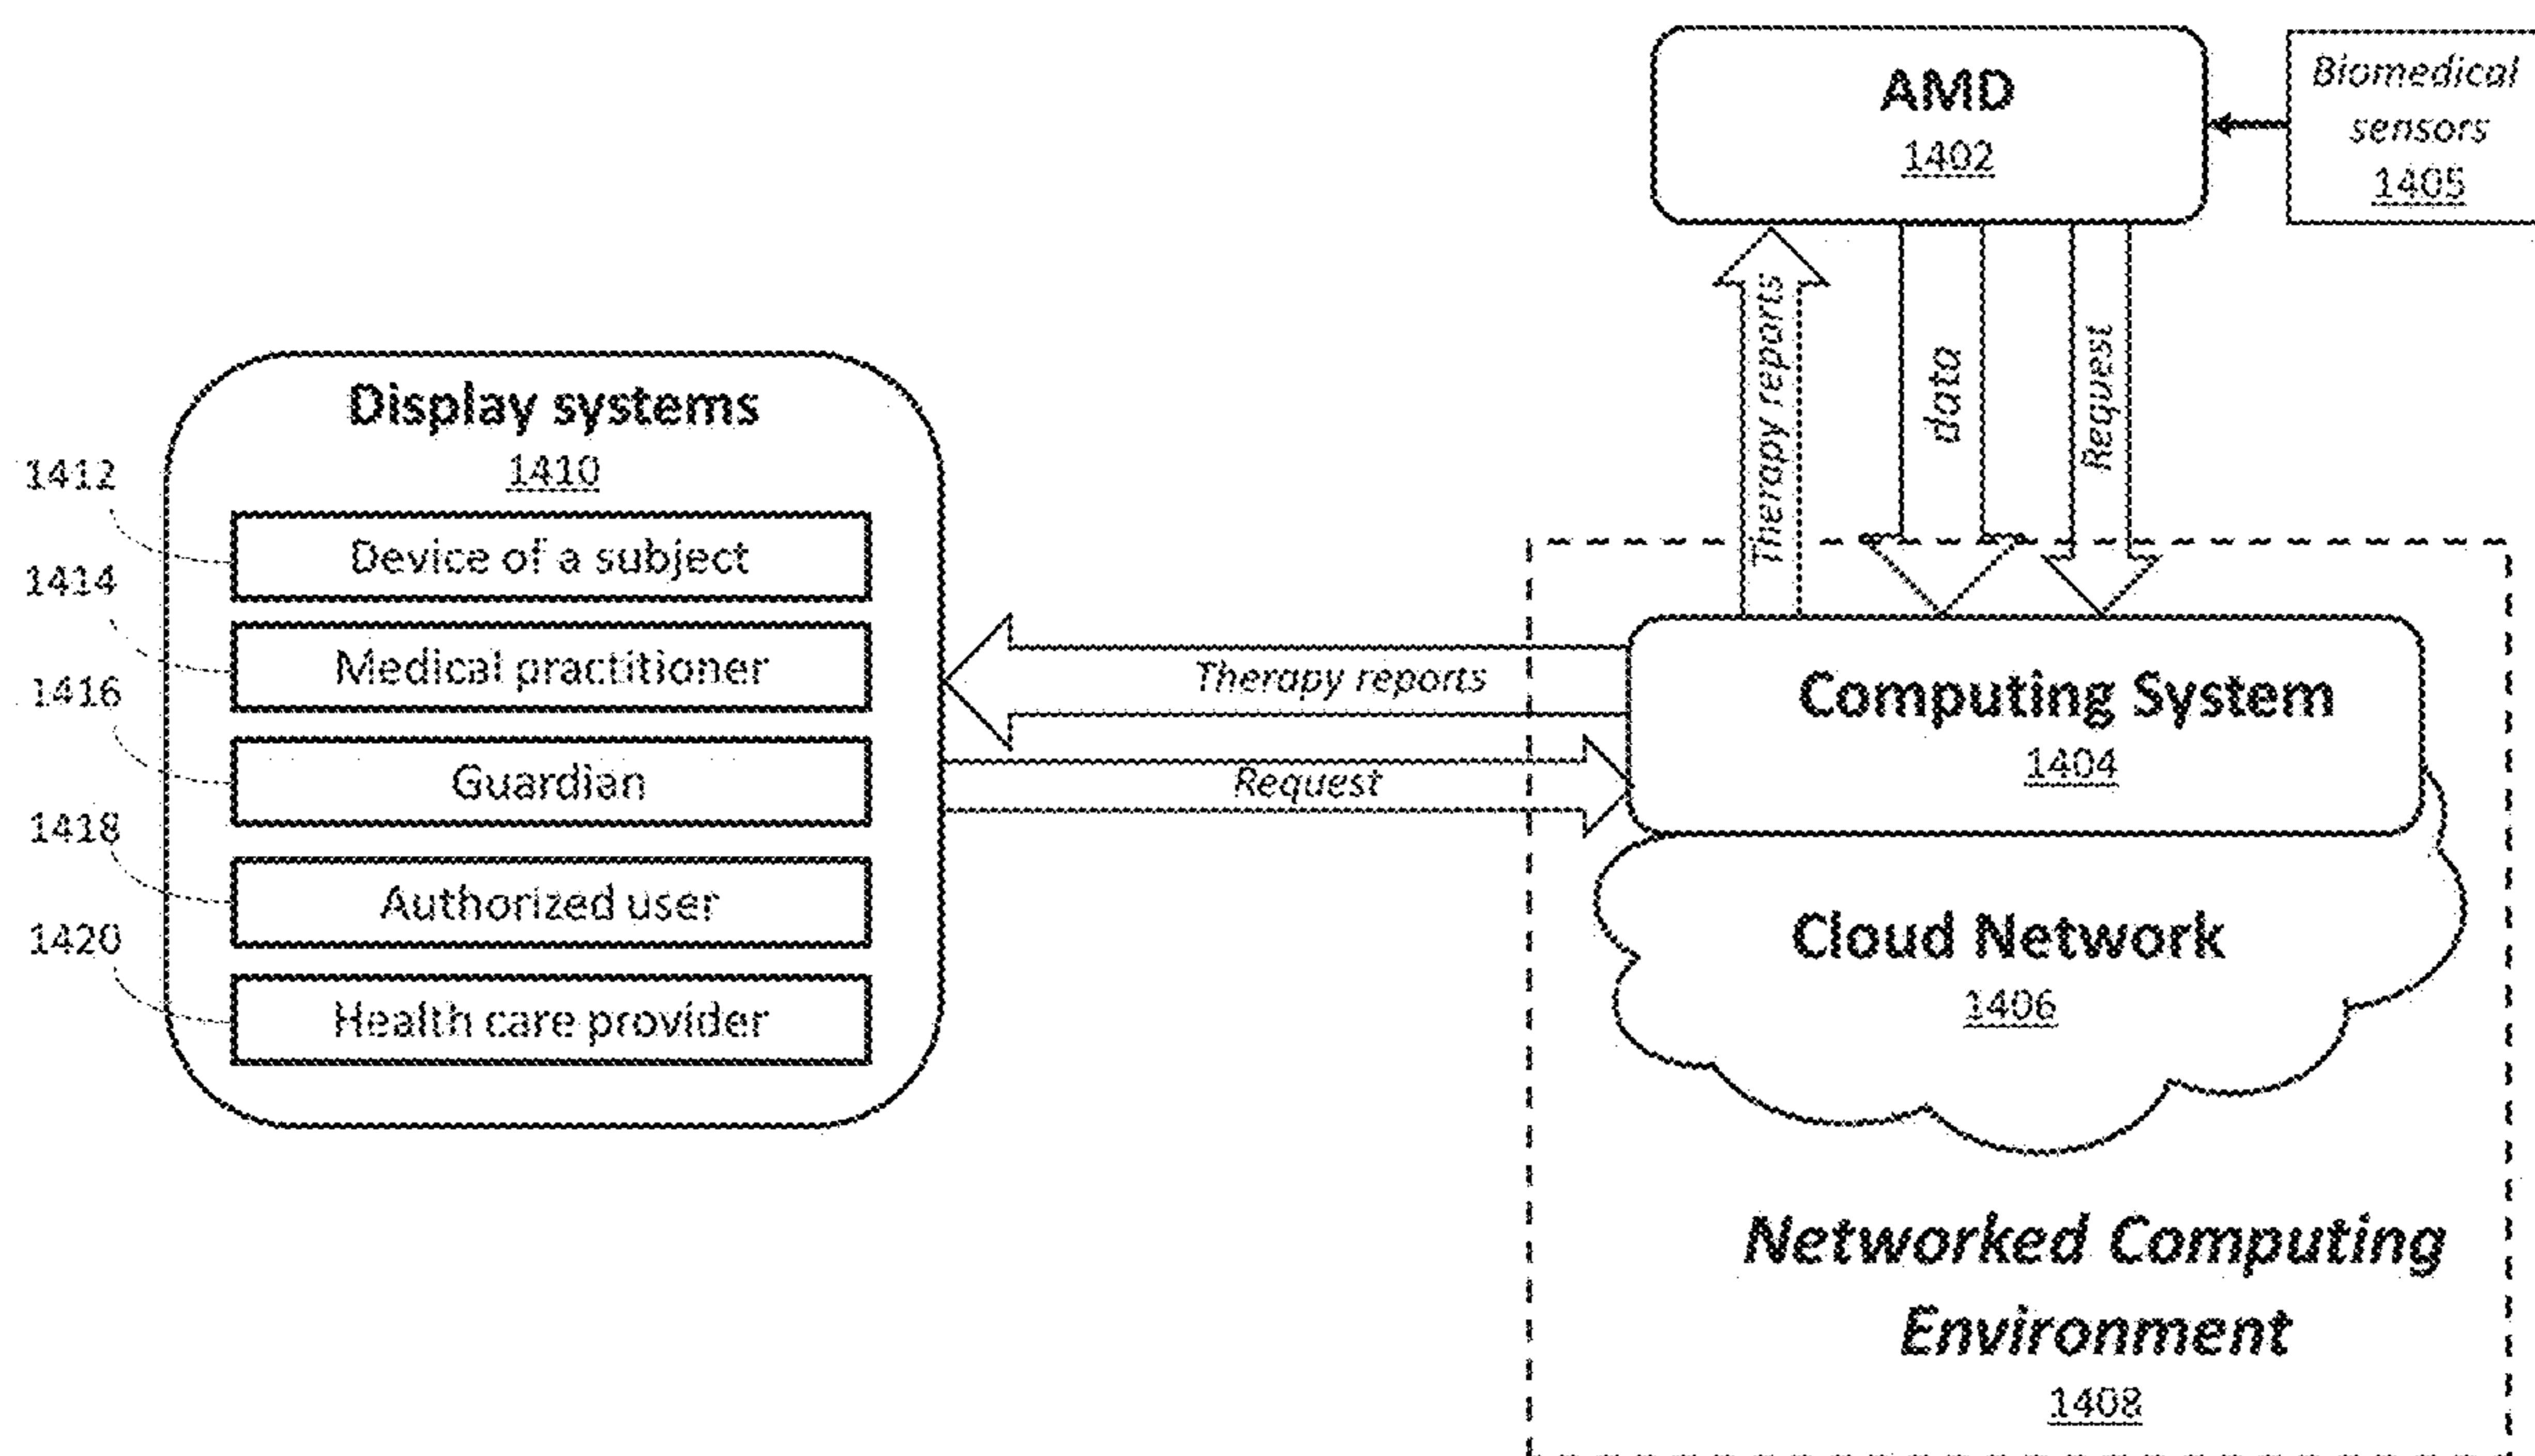 AMD
1402
Biomedical
sensors
1405
Therapy reports
data
Request
Display systems
1410
1412
Device of a subject
1414
Medical practitioner
1416
Guardian
1418
Authorized user
1420
Health care provider
Therapy reports
Request
Computing System
1404
Cloud Network
1406
Networked Computing
Environment
1408